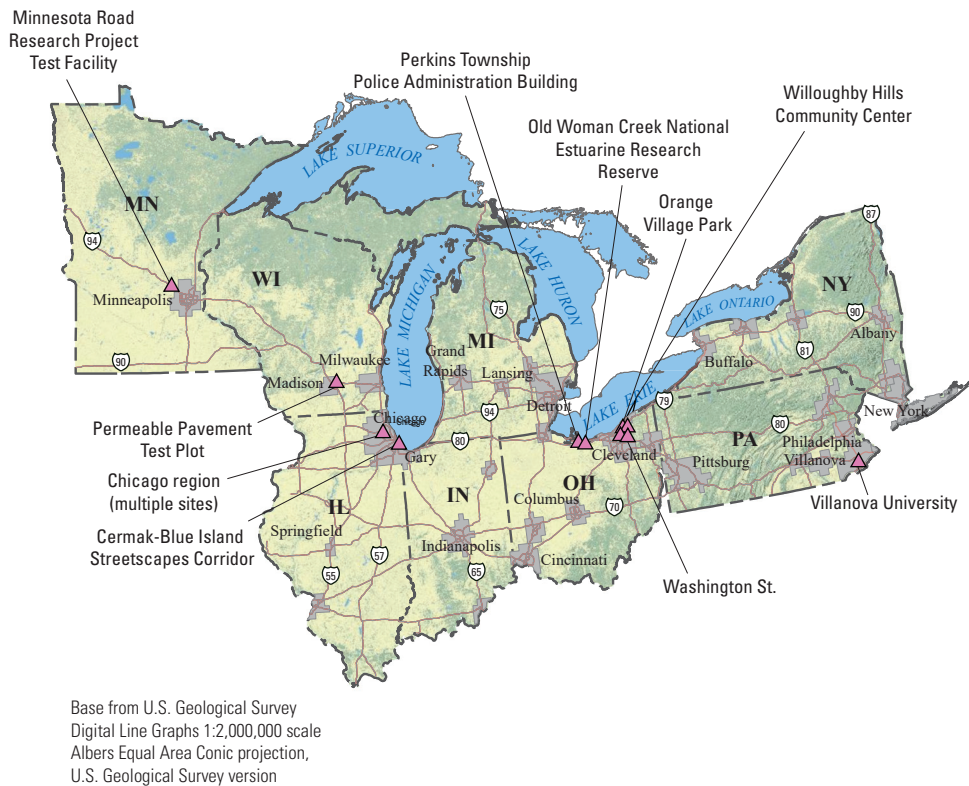 Minnesota Road
Research Project
Test Facility
Perkins Township
Police Administration Building
Willoughby Hills
Community Center
Old Woman Creek National
Estuarine Research
Reserve
Orange
Village Park
LAKE SUPERIOR
MN
94
WI
Minneapolis
90
LAKE MICHIGAN
LAKE HURON
MI
75
Grand
Rapids
Lansing
Milwaukee
Madison
Detroit
94
LAKE ERIE
LAKE ONTARIO
NY
87
90
Albany
81
Buffalo
79
New York
PA
80
Philadelphia
Villanova
Pittsburg
Villanova University
Permeable Pavement
Test Plot
Chicago
80
Gary
Cleveland
Chicago region
(multiple sites)
Cermak-Blue Island
Streetscapes Corridor
IL
IN
OH
Columbus
70
Springfield
57
55
Indianapolis
65
Cincinnati
Washington St.
Base from U.S. Geological Survey
Digital Line Graphs 1:2,000,000 scale
Albers Equal Area Conic projection,
U.S. Geological Survey version